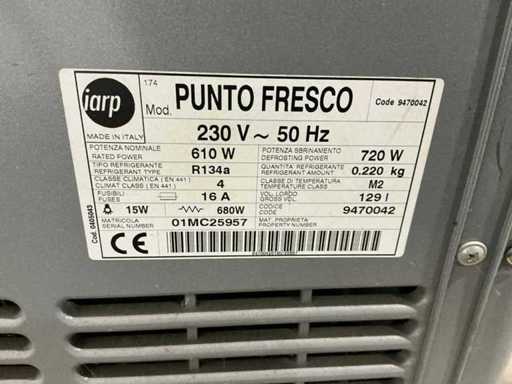 iarp
174
Mod. PUNTO FRESCO
Code 9470042
MADE IN ITALY
230 V ~ 50 Hz
POTENZA NOMINALE
RATED POWER 610 W
POTENZA SBRINAMENTO
DEFROSTING POWER 720 W
TIPO REFRIGERANTE
REFRIGERANT TYPE R134a
QUANTITA REFRIGERANTE
REFRIGERANT AMOUNT 0.220 kg
CLASSE CLIMATICA (EN 441)
CLIMAT CLASS (EN 441) 4
CLASSE DI TEMPERATURA
TEMPERATURE CLASS M2
FUSIBILI
FUSES 16 A
VOL. LORDO
GROSS VOL. 129 l
15W 680W
CODICE
CODE 9470042
MATRICOLA
SERIAL NUMBER 01MC25957
MAT. PROPRIETA
PROPERTY NUMBER
CE